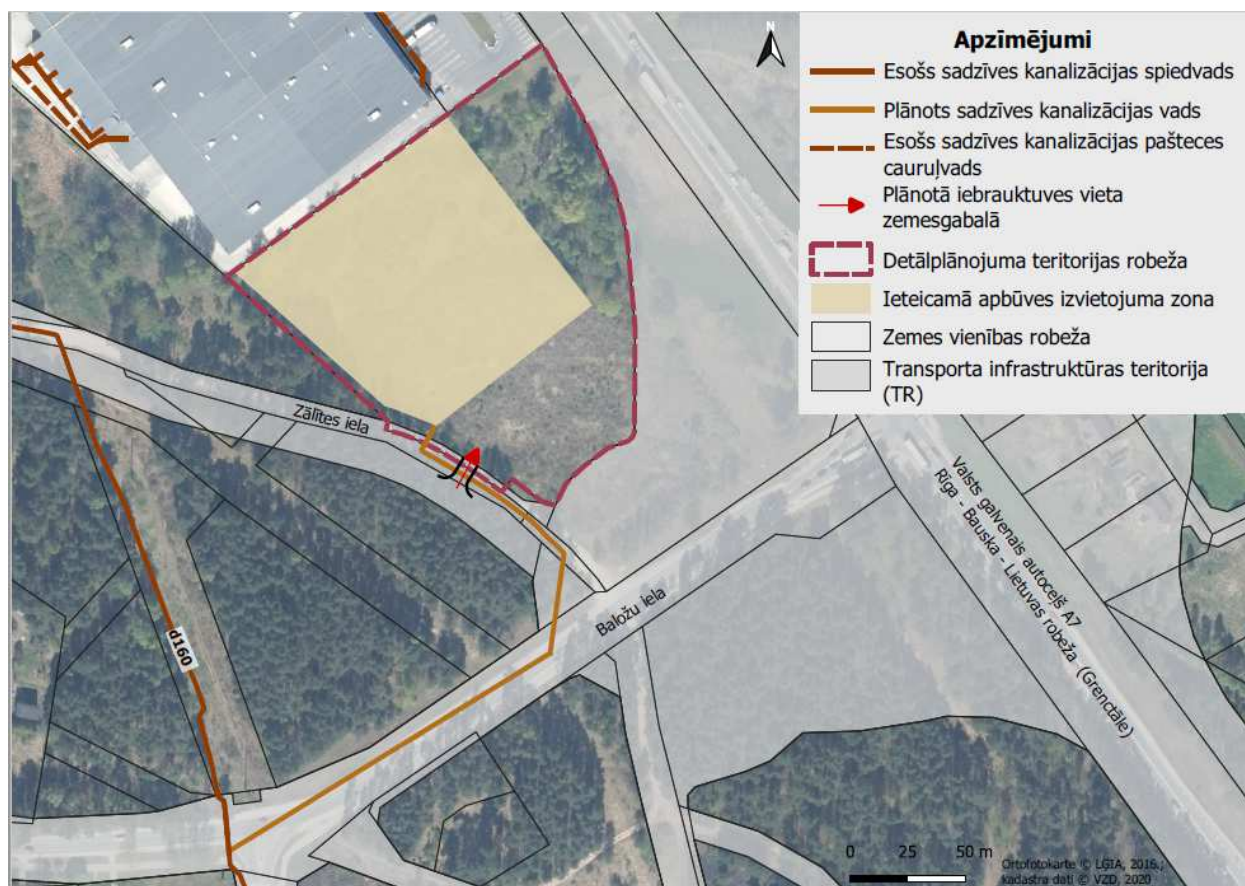 N
Apzīmējumi
Esošs sadzīves kanalizācijas spiedvads
Plānots sadzīves kanalizācijas vads
Esošs sadzīves kanalizācijas pašteces
cauruļvads
Plānotā iebrauktuves vieta
zemesgabalā
Detālplānojuma teritorijas robeža
Ieteicamā apbūves izvietojuma zona
Zemes vienības robeža
Transporta infrastruktūras teritorija
(TR)
Zālītes iela
Baložu iela
Valsts galvenais autoceļš A7
Rīga - Bauska - Lietuvas robeža (Grenctāle)
d160
0 25 50 m
Ortofotokarte © LĢIA, 2016.;
kadastra dati © VZD, 2020